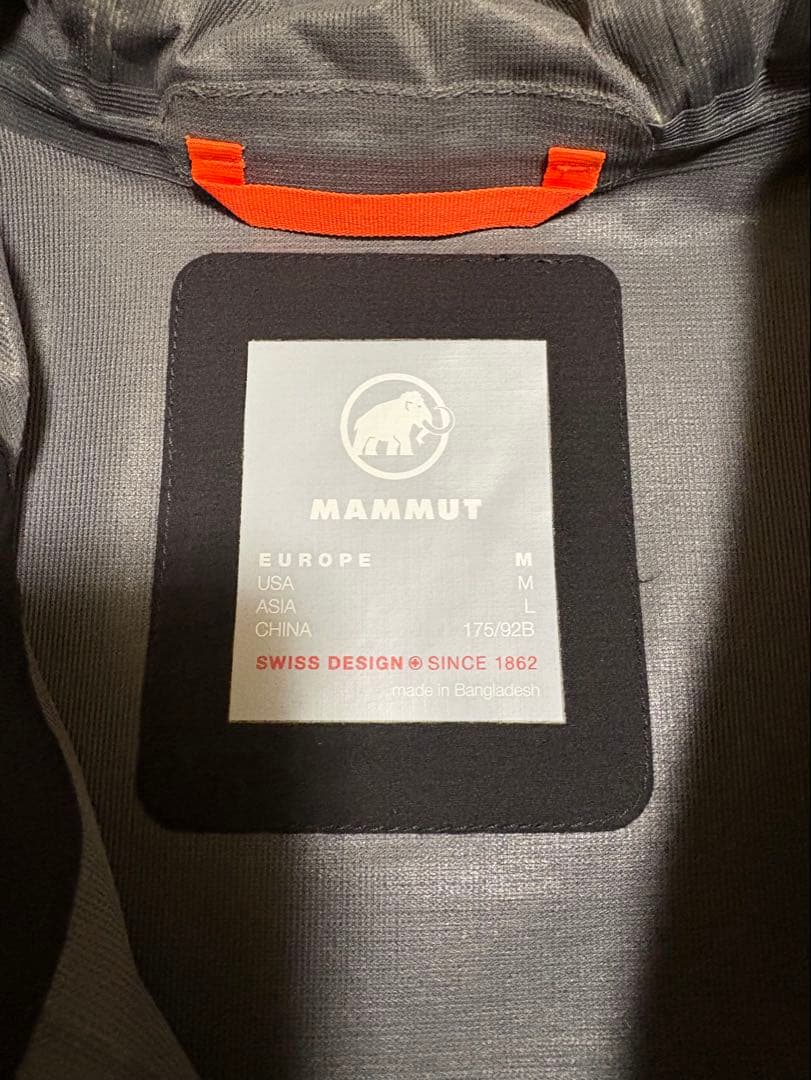 MAMMUT
EUROPE M
USA M
ASIA L
CHINA 175/92B
SWISS DESIGN SINCE 1862
made in Bangladesh